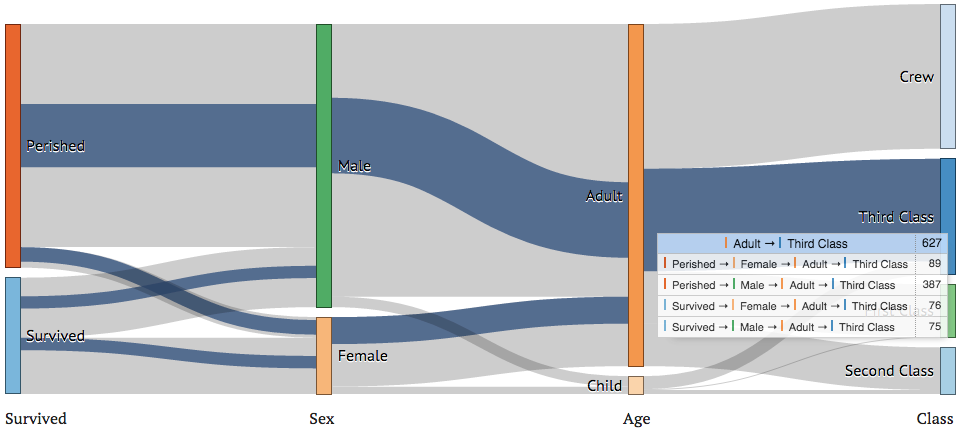 Crew
Perished
Male
Adult
Third Class
Adult → Third Class 627
Perished → Female → Adult → Third Class 89
Perished → Male → Adult → Third Class 387
Survived → Female → Adult → Third Class 76
Survived → Male → Adult → Third Class 75
First Class
Survived
Female
Second Class
Child
Survived Sex Age Class